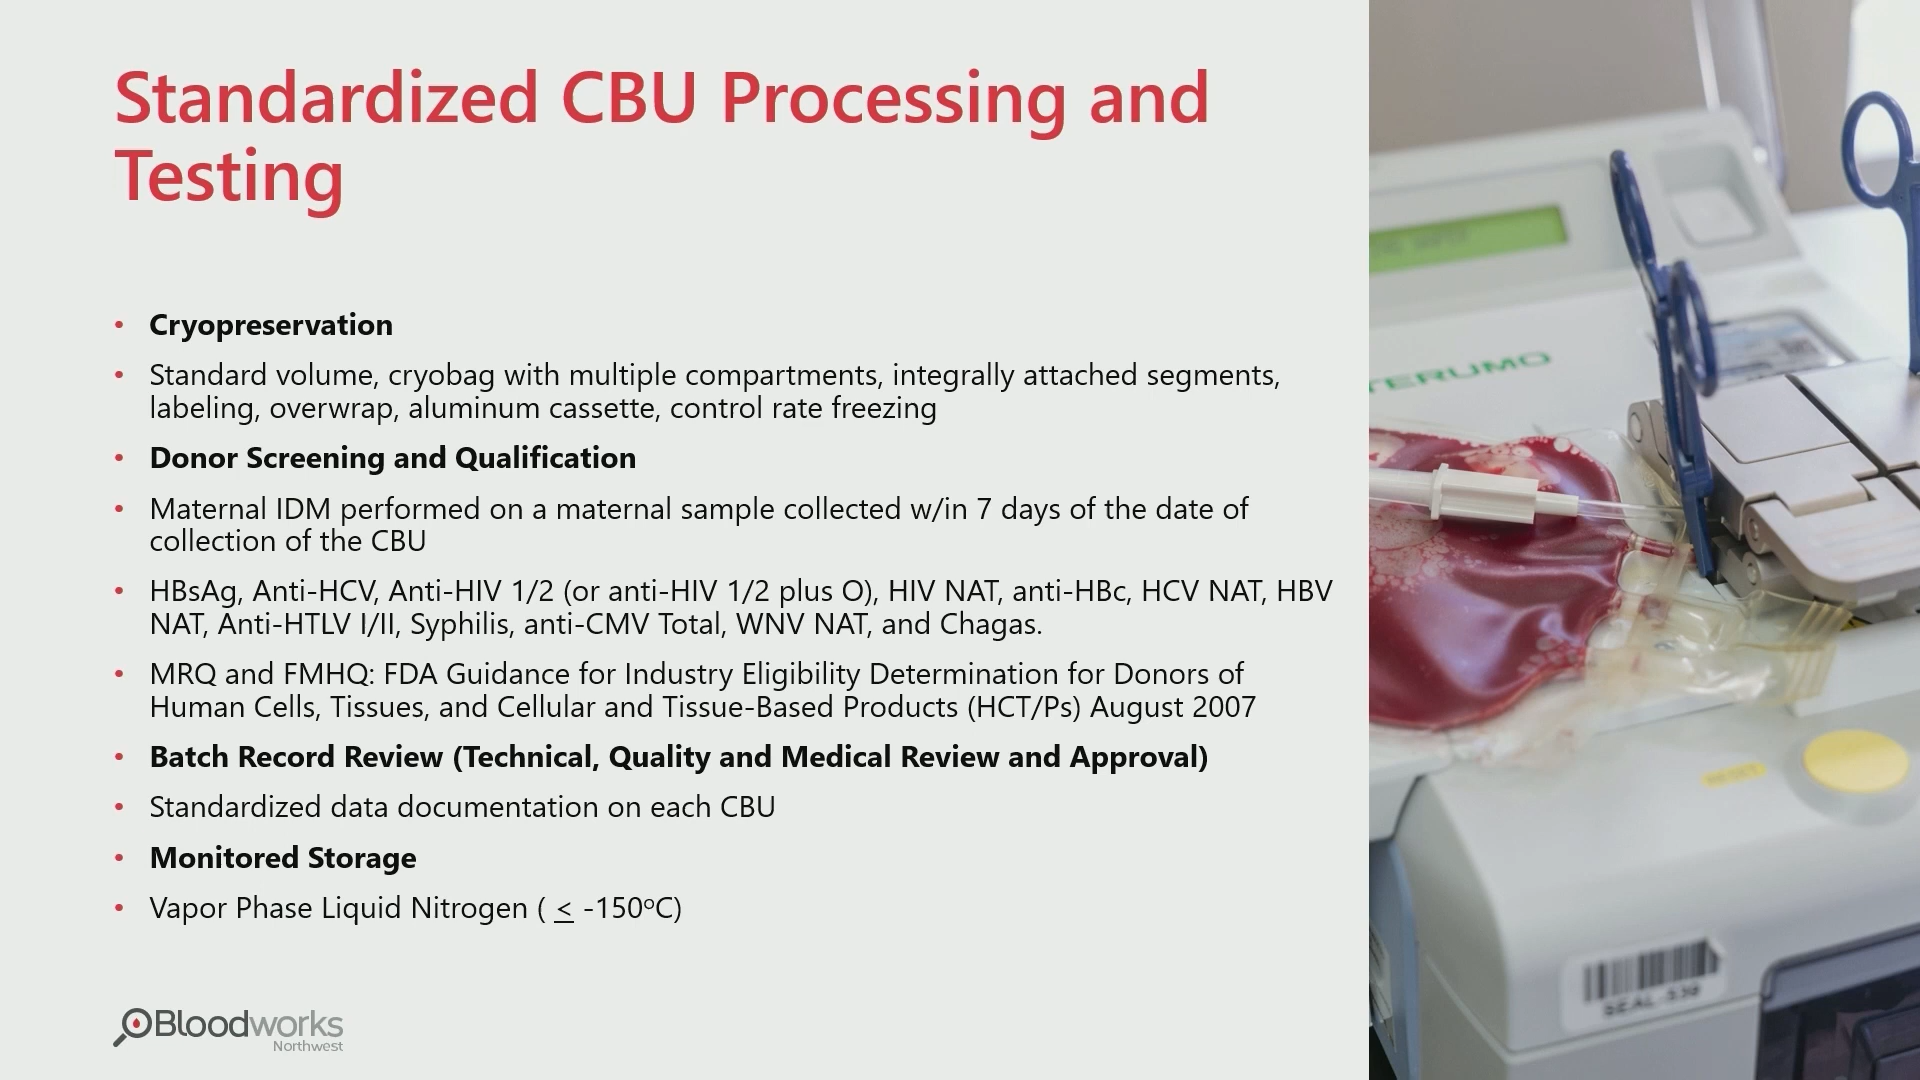 Standardized CBU Processing and
Testing
• Cryopreservation
• Standard volume, cryobag with multiple compartments, integrally attached segments,
labeling, overwrap, aluminum cassette, control rate freezing
• Donor Screening and Qualification
• Maternal IDM performed on a maternal sample collected w/in 7 days of the date of
collection of the CBU
• HBsAg, Anti-HCV, Anti-HIV 1/2 (or anti-HIV 1/2 plus O), HIV NAT, anti-HBc, HCV NAT, HBV
NAT, Anti-HTLV I/II, Syphilis, anti-CMV Total, WNV NAT, and Chagas.
• MRQ and FMHQ: FDA Guidance for Industry Eligibility Determination for Donors of
Human Cells, Tissues, and Cellular and Tissue-Based Products (HCT/Ps) August 2007
• Batch Record Review (Technical, Quality and Medical Review and Approval)
• Standardized data documentation on each CBU
• Monitored Storage
• Vapor Phase Liquid Nitrogen ( ≤ -150ºC)
Bloodworks
Northwest
TERUMO
RESET